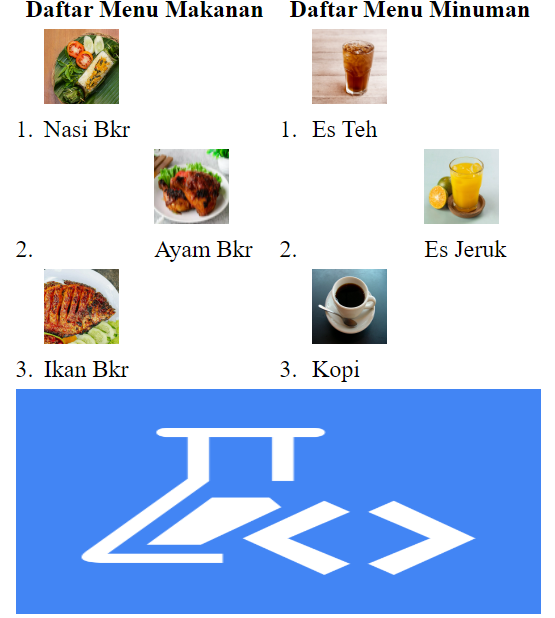 Daftar Menu Makanan Daftar Menu Minuman
1. Nasi Bkr 1. Es Teh
2. Ayam Bkr 2. Es Jeruk
3. Ikan Bkr 3. Kopi